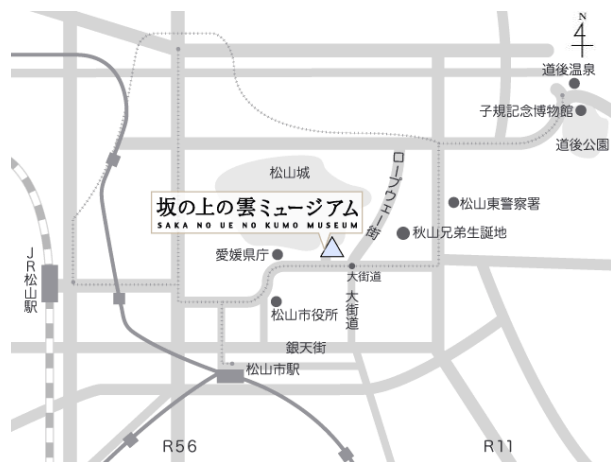 N
4
道後温泉
子規記念博物館
道後公園
松山城
ロープウェー街
松山東警察署
坂の上の雲ミュージアム
SAKA NO UE NO KUMO MUSEUM
秋山兄弟生誕地
愛媛県庁
JR松山駅
大街道
大街道
松山市役所
銀天街
松山市駅
R56
R11